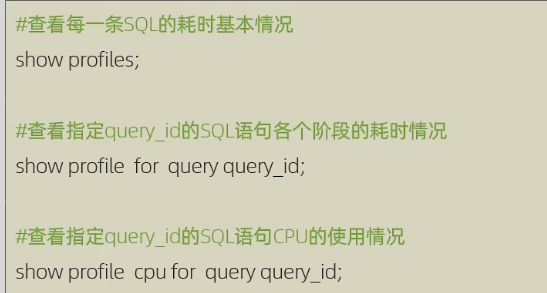 #查看每一条SQL的耗时基本情况
show profiles;
#查看指定query_id的SQL语句各个阶段的耗时情况
show profile for query query_id;
#查看指定query_id的SQL语句CPU的使用情况
show profile cpu for query query_id;